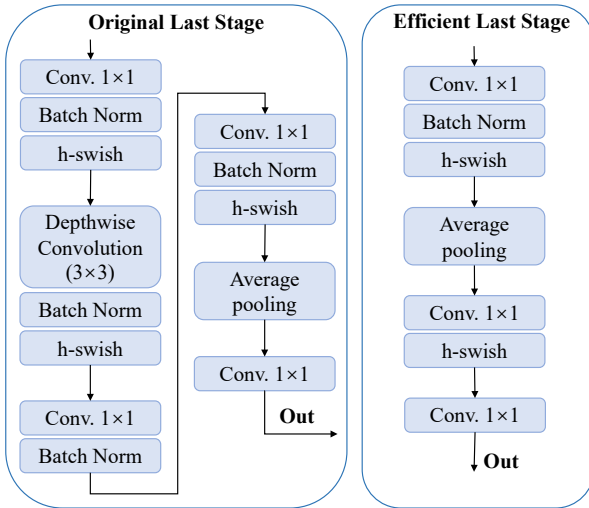 Original Last Stage
Conv. 1×1
Batch Norm
h-swish
Depthwise
Convolution
(3×3)
Batch Norm
h-swish
Conv. 1×1
Batch Norm
Conv. 1×1
Batch Norm
h-swish
Average
pooling
Conv. 1×1
Out
Efficient Last Stage
Conv. 1×1
Batch Norm
h-swish
Average
pooling
Conv. 1×1
h-swish
Conv. 1×1
Out